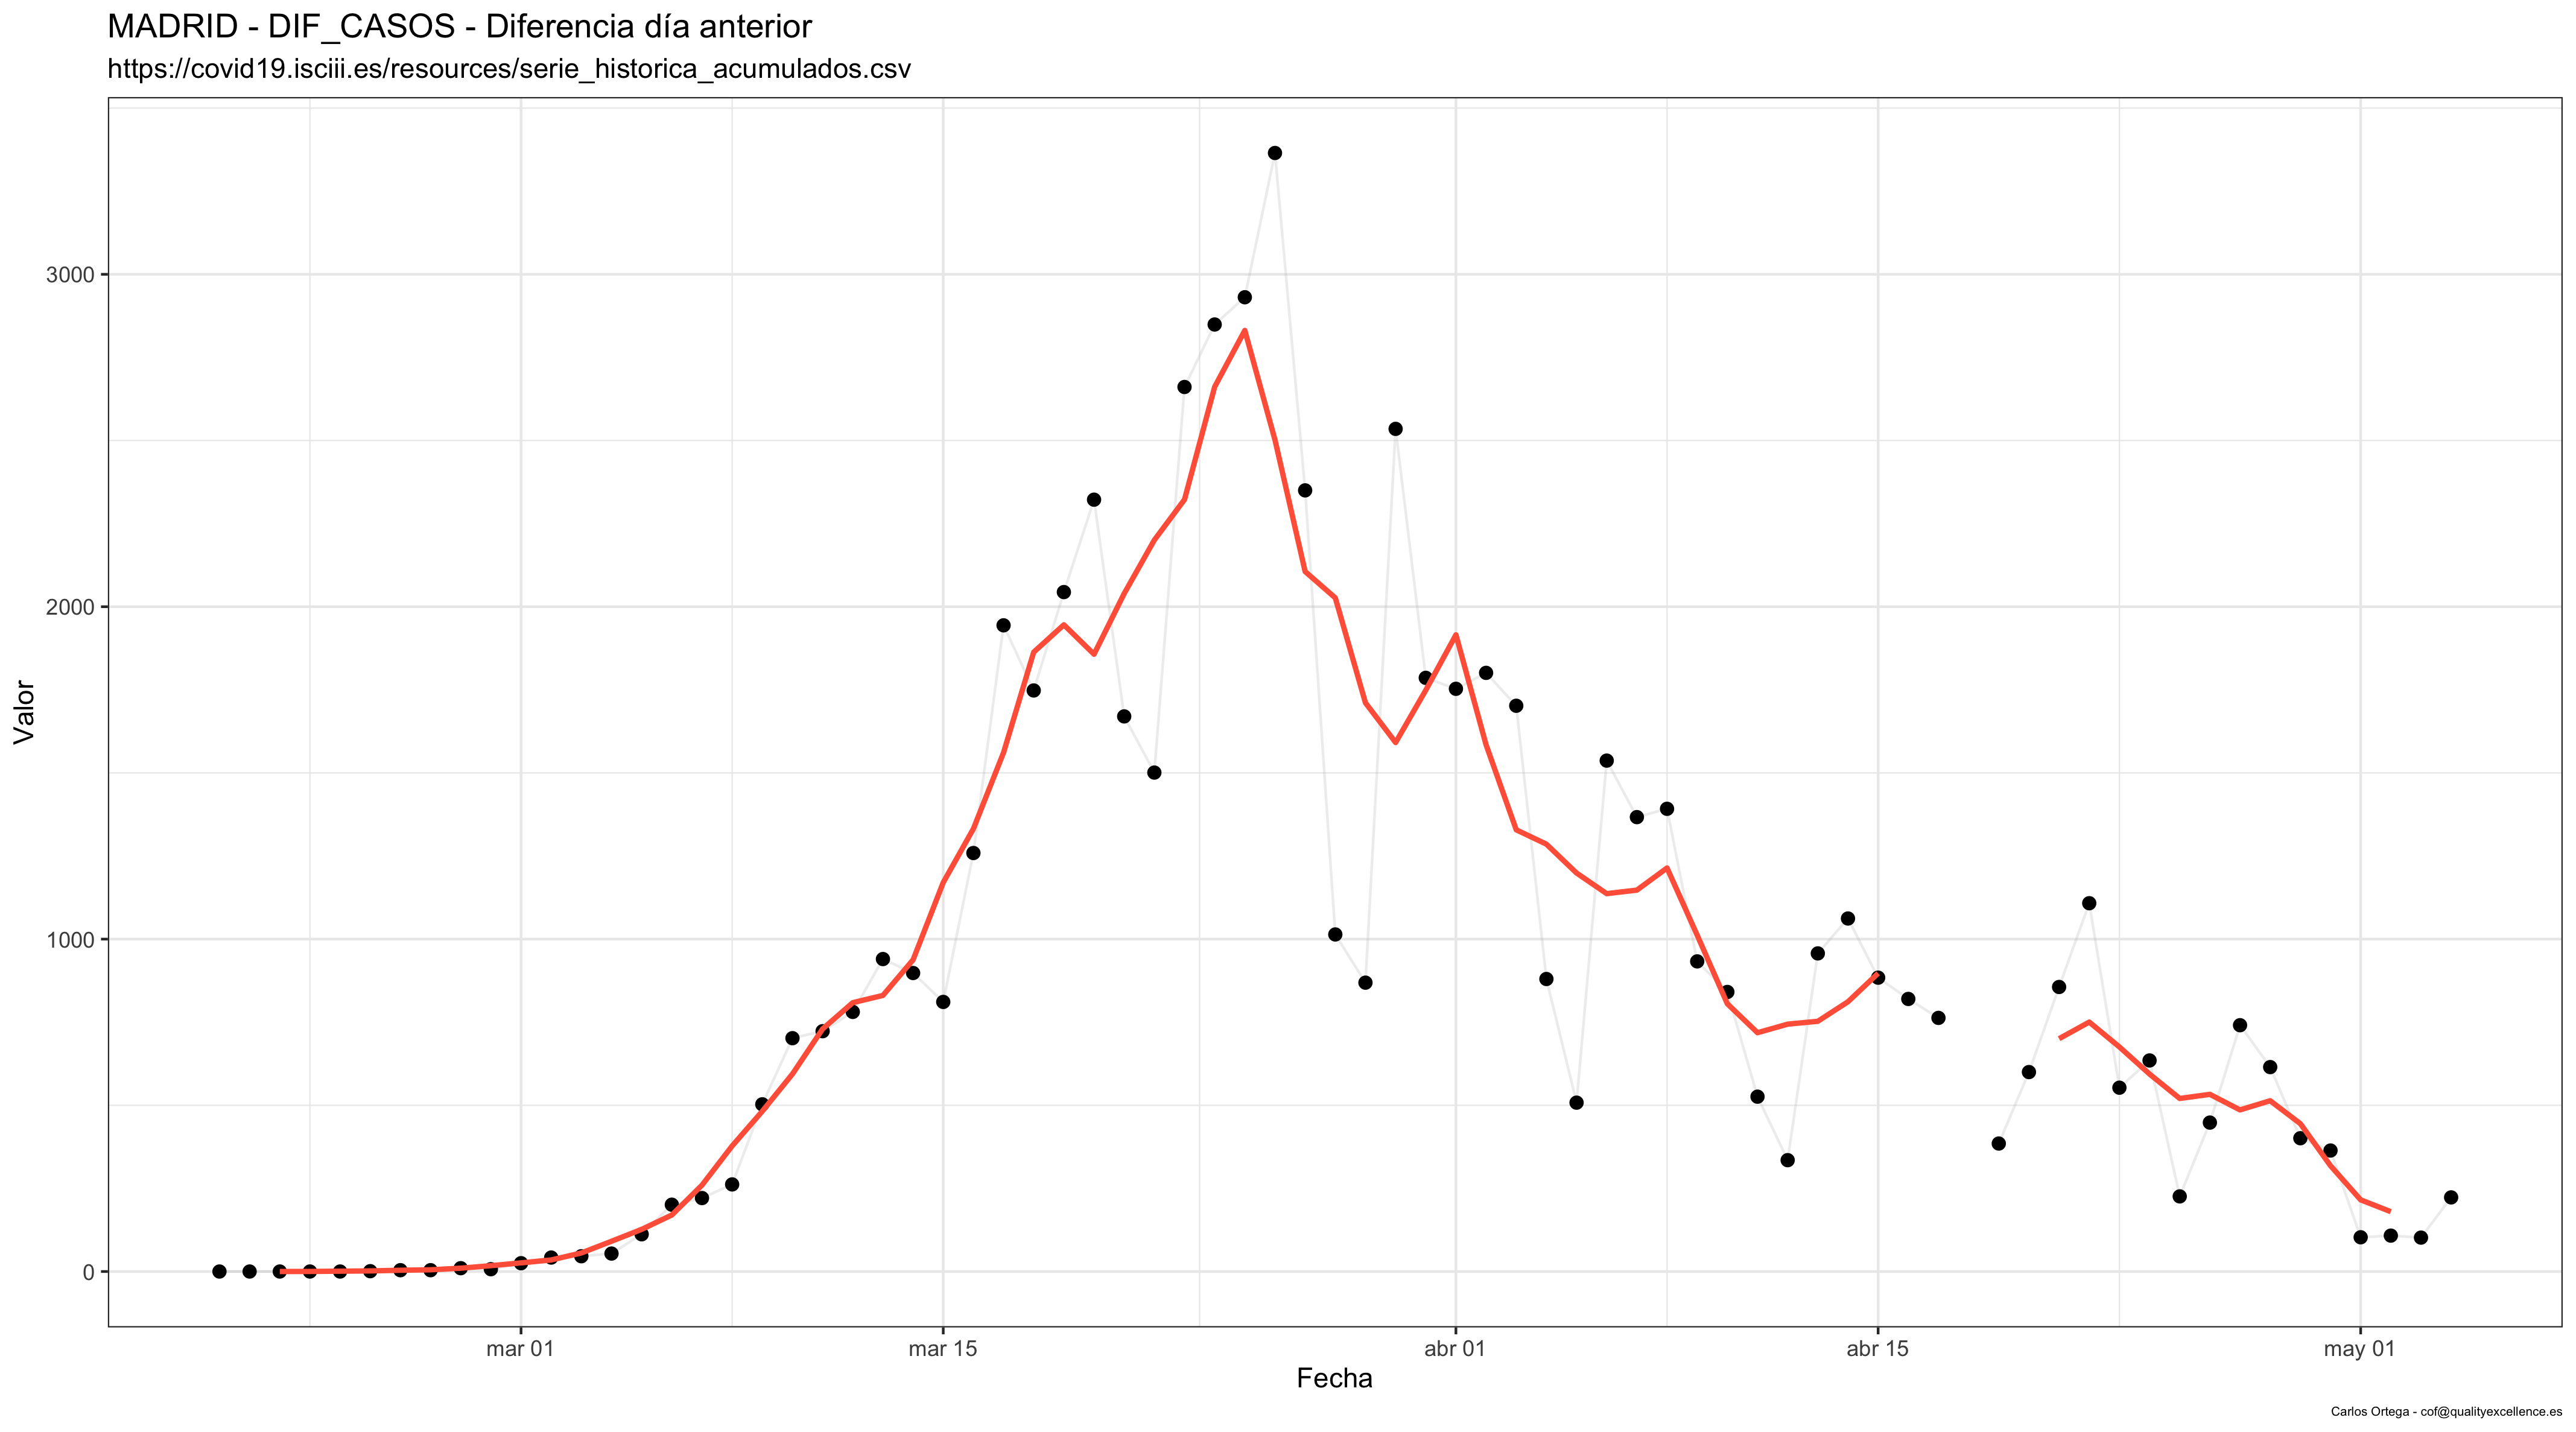 MADRID - DIF_CASOS - Diferencia día anterior
https://covid19.isciii.es/resources/serie_historica_acumulados.csv
Valor
3000
2000
1000
0
mar 01
mar 15
abr 01
abr 15
may 01
Fecha
Carlos Ortega - cof@qualityexcellence.es